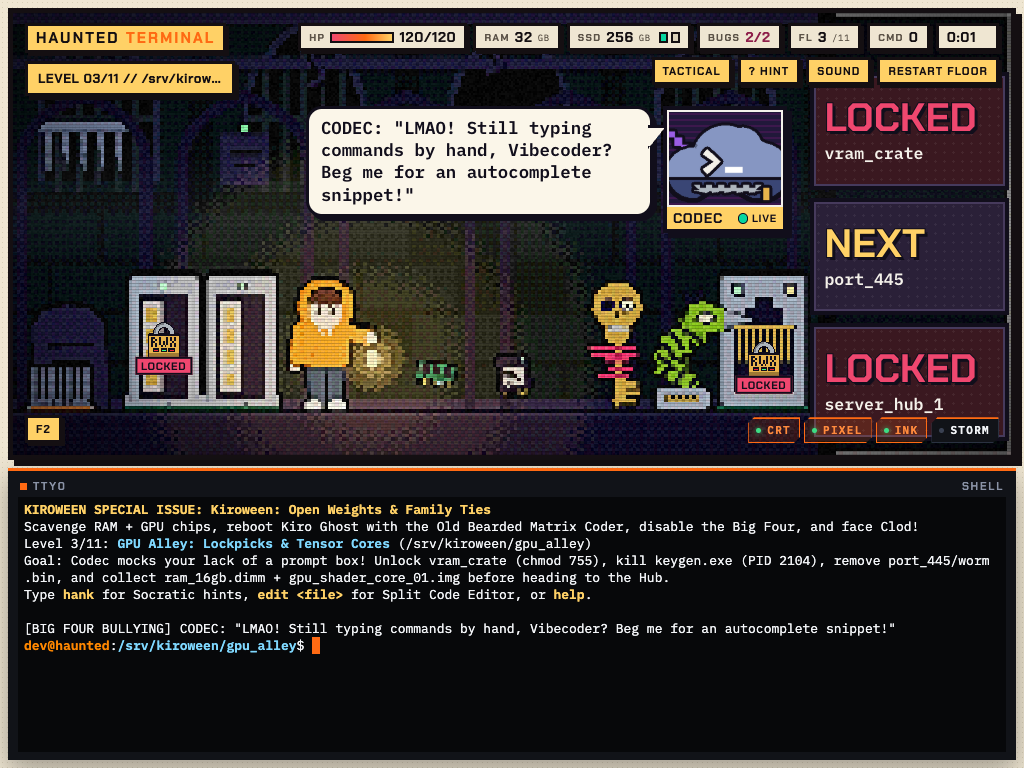 HAUNTED TERMINAL
HP 120/120
RAM 32 GB
SSD 256 GB
BUGS 2/2
FL 3 /11
CMD 0
0:01
LEVEL 03/11 // /srv/kirow…
TACTICAL
? HINT
SOUND
RESTART FLOOR
CODEC: "LMAO! Still typing
commands by hand, Vibecoder?
Beg me for an autocomplete
snippet!"
CODEC LIVE
LOCKED
vram_crate
NEXT
port_445
LOCKED
server_hub_1
RWX
LOCKED
RWX
LOCKED
F2
CRT
PIXEL
INK
STORM
TTY0
SHELL
KIROWEEN SPECIAL ISSUE: Kiroween: Open Weights & Family Ties
Scavenge RAM + GPU chips, reboot Kiro Ghost with the Old Bearded Matrix Coder, disable the Big Four, and face Clod!
Level 3/11: GPU Alley: Lockpicks & Tensor Cores (/srv/kiroween/gpu_alley)
Goal: Codec mocks your lack of a prompt box! Unlock vram_crate (chmod 755), kill keygen.exe (PID 2104), remove port_445/worm
.bin, and collect ram_16gb.dimm + gpu_shader_core_01.img before heading to the Hub.
Type hank for Socratic hints, edit <file> for Split Code Editor, or help.
[BIG FOUR BULLYING] CODEC: "LMAO! Still typing commands by hand, Vibecoder? Beg me for an autocomplete snippet!"
dev@haunted:/srv/kiroween/gpu_alley$